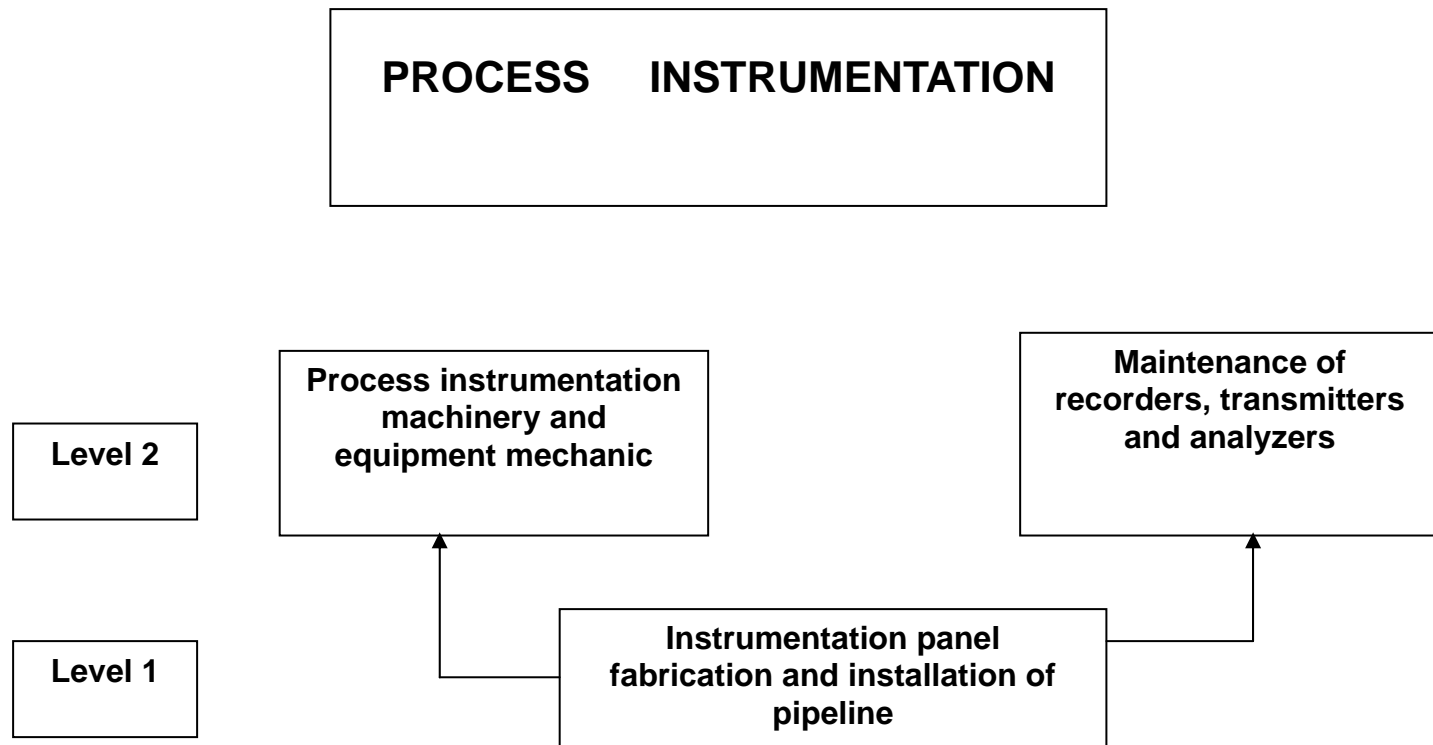 PROCESS INSTRUMENTATION
Process instrumentation
machinery and
equipment mechanic
Maintenance of
recorders, transmitters
and analyzers
Level 2
Level 1
Instrumentation panel
fabrication and installation of
pipeline